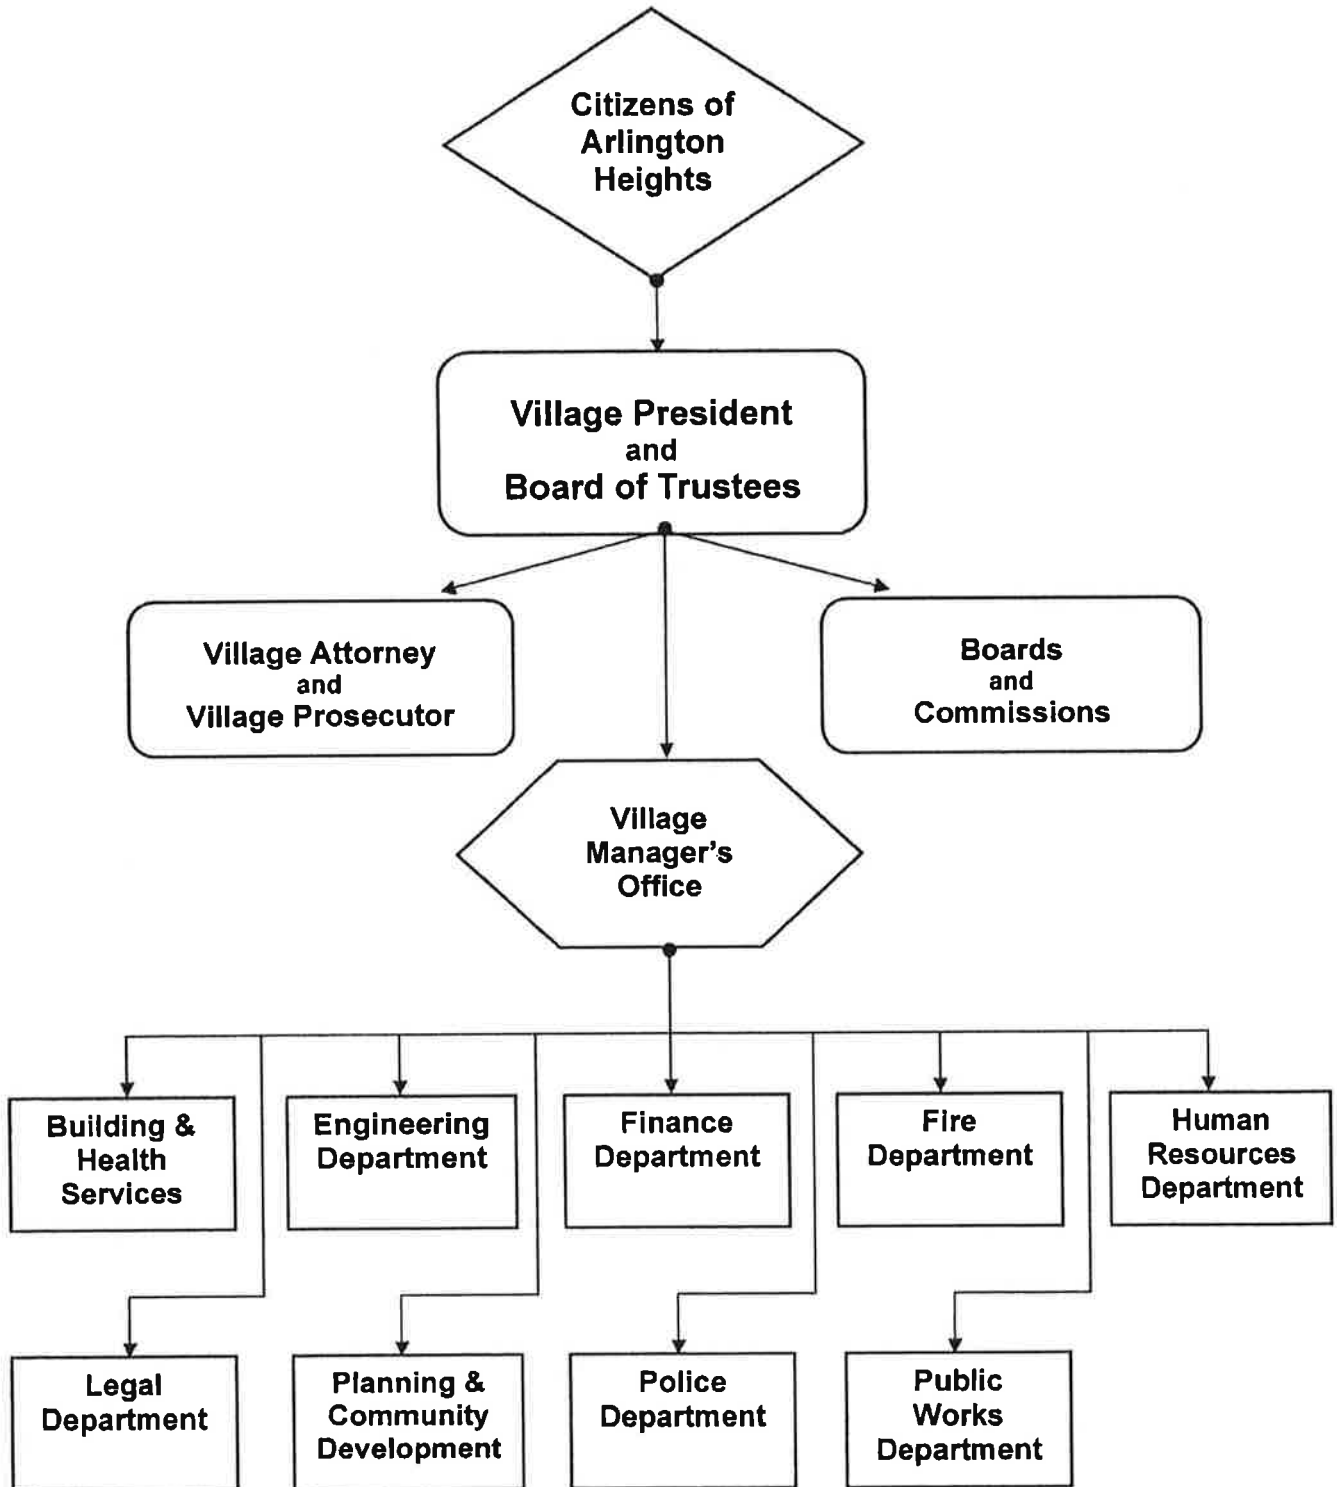 Citizens of
Arlington
Heights
Village President
and
Board of Trustees
Village Attorney
and
Village Prosecutor
Boards
and
Commissions
Village
Manager's
Office
Building &
Health
Services
Engineering
Department
Finance
Department
Fire
Department
Human
Resources
Department
Legal
Department
Planning &
Community
Development
Police
Department
Public
Works
Department